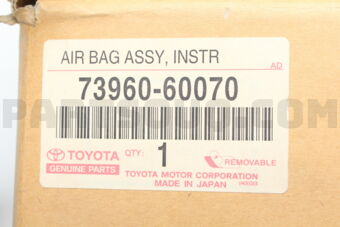 AIR BAG ASSY, INSTR
AD
73960-60070
TOYOTA
GENUINE PARTS
QTY:
1
REMOVABLE
TOYOTA MOTOR CORPORATION
MADE IN JAPAN